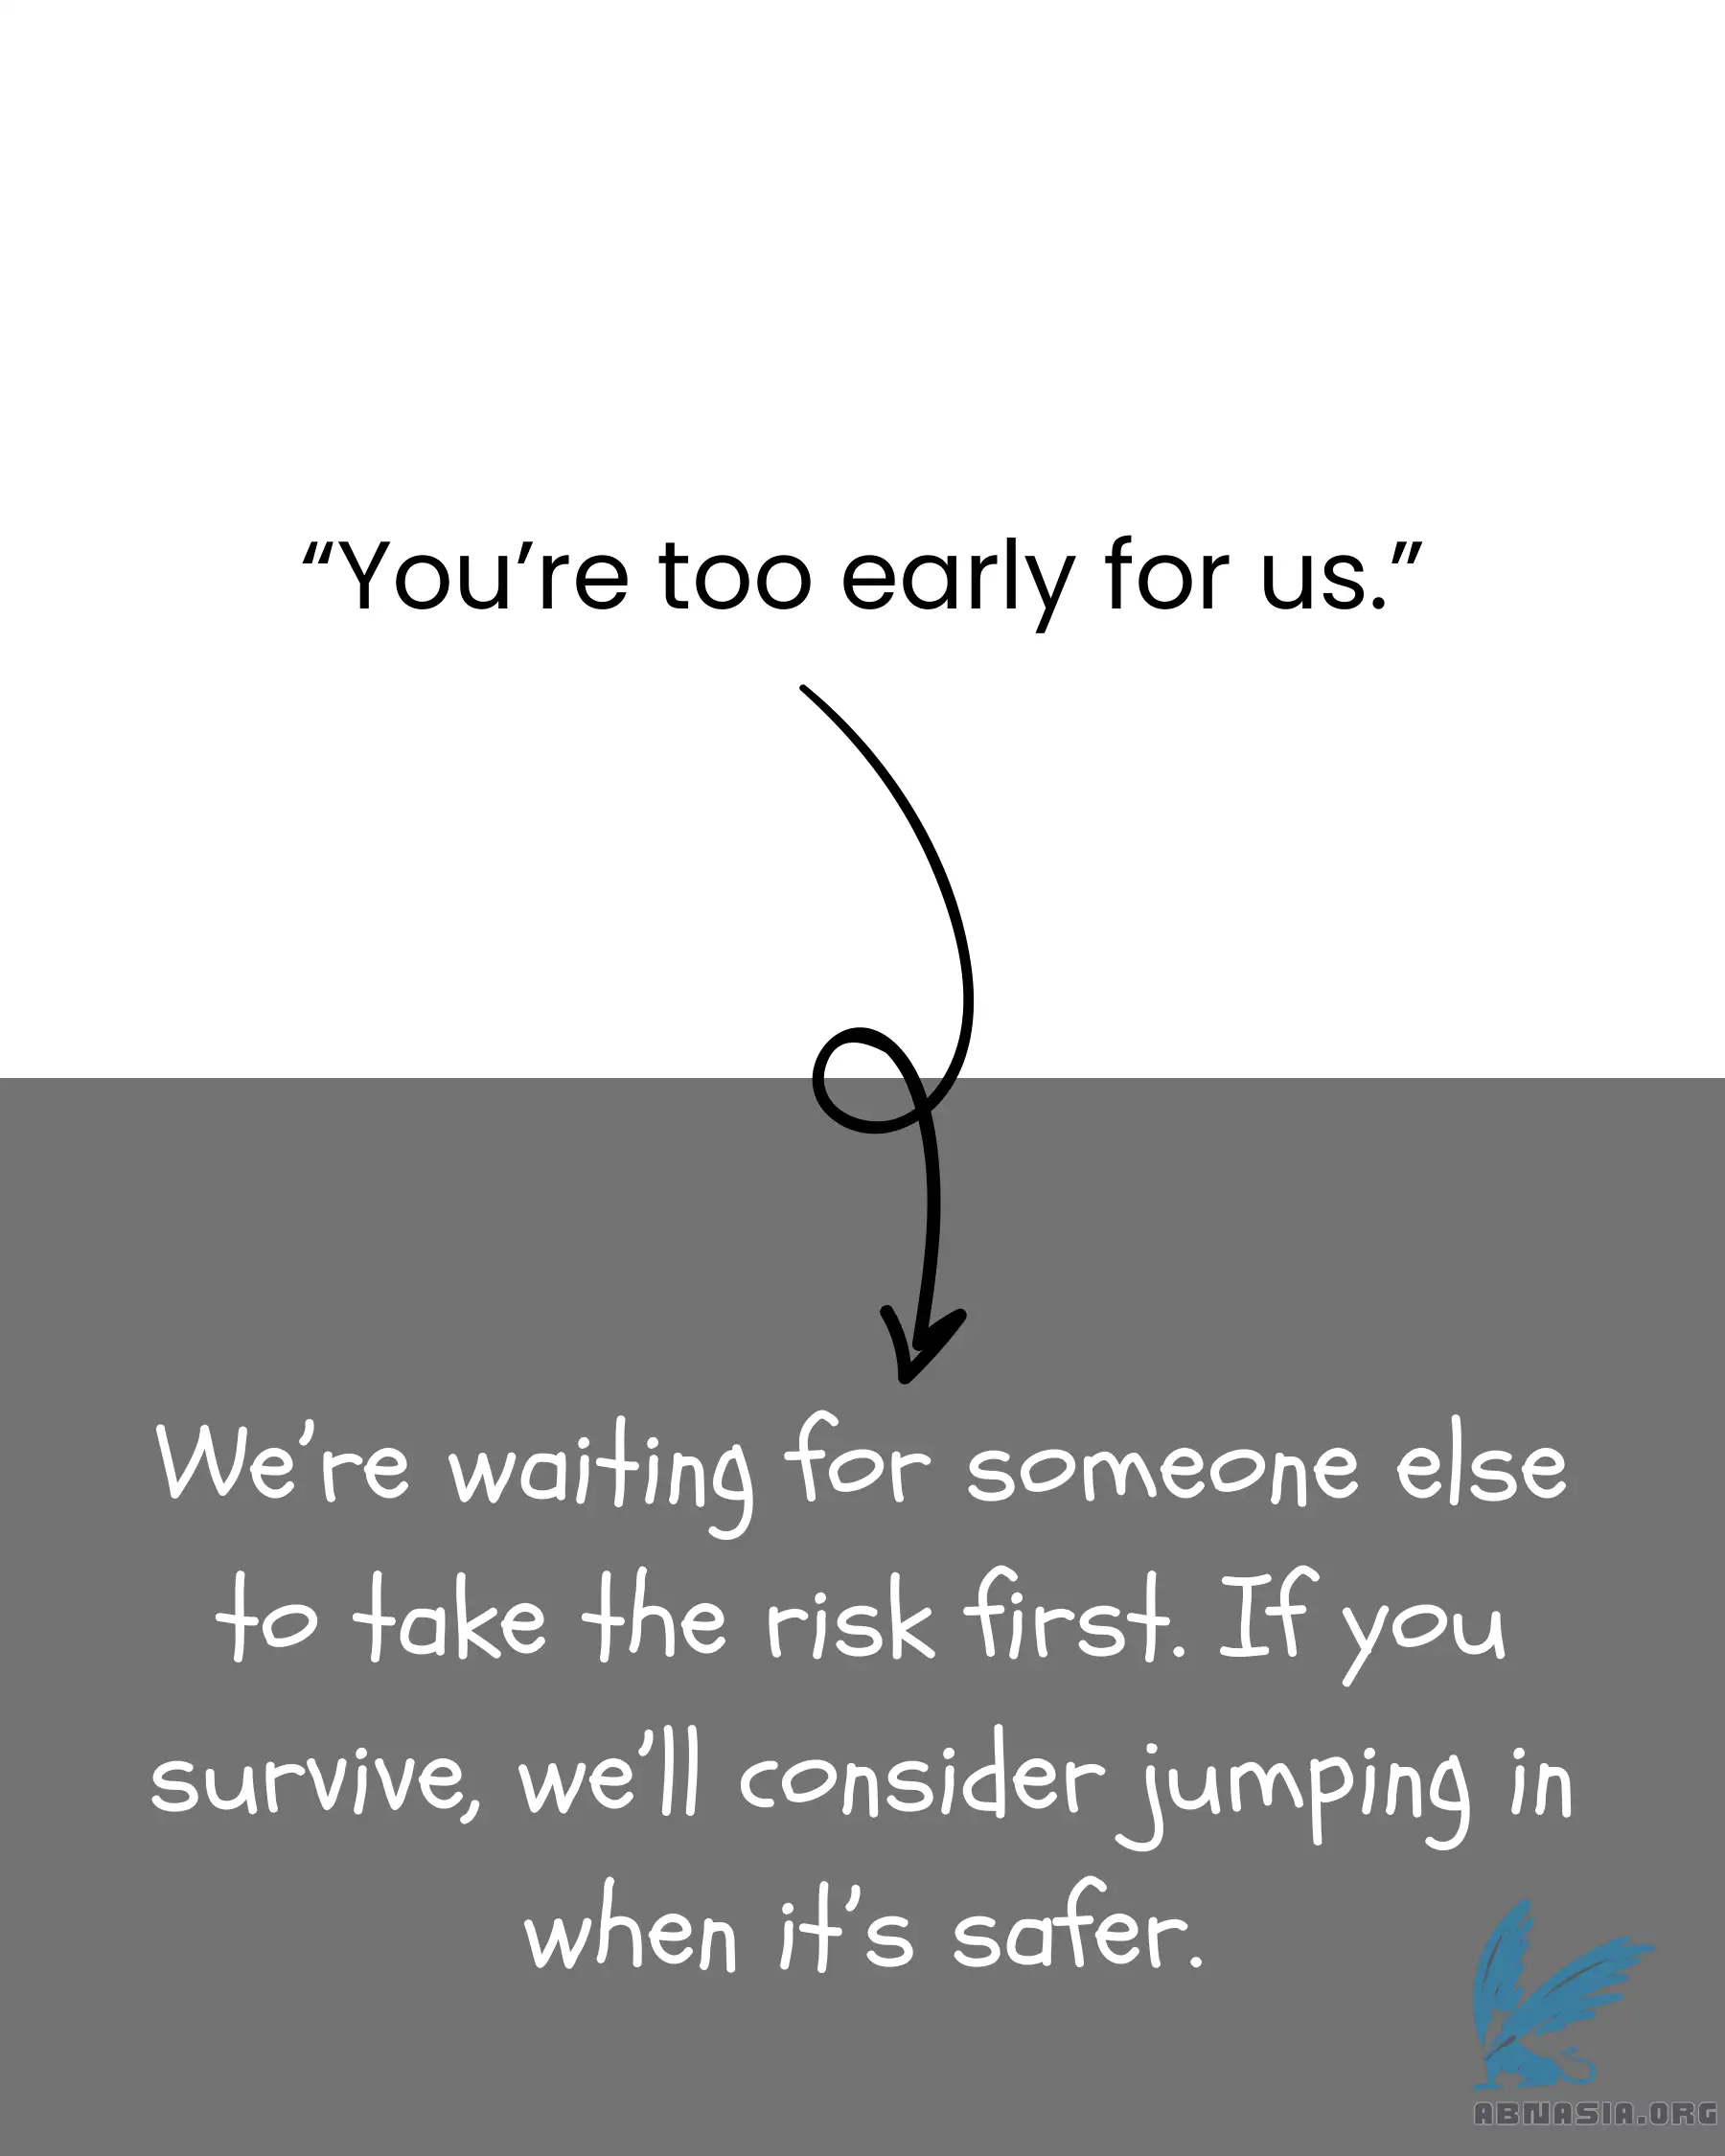 “You’re too early for us.”
We’re waiting for someone else
to take the risk first. If you
survive, we’ll consider jumping in
when it’s safer.
ABNASIA.ORG